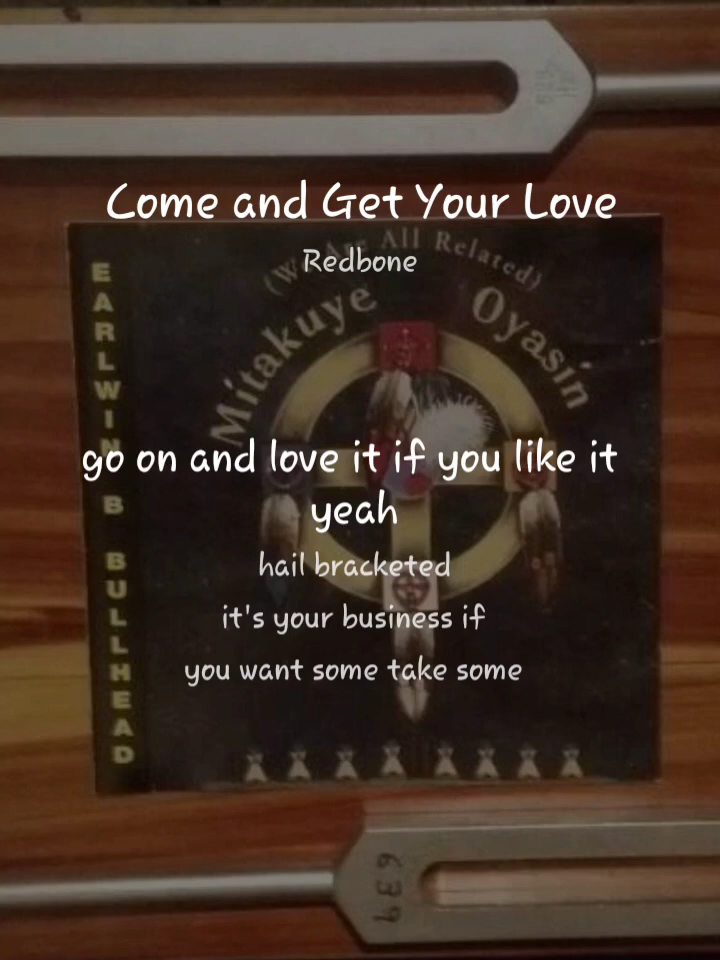 Come and Get Your Love
Redbone
(We Are All Related)
Mitakuye Oyasin
EARLWIN B BULLHEAD
go on and love it if you like it
yeah
hail bracketed
it's your business if
you want some take some
639